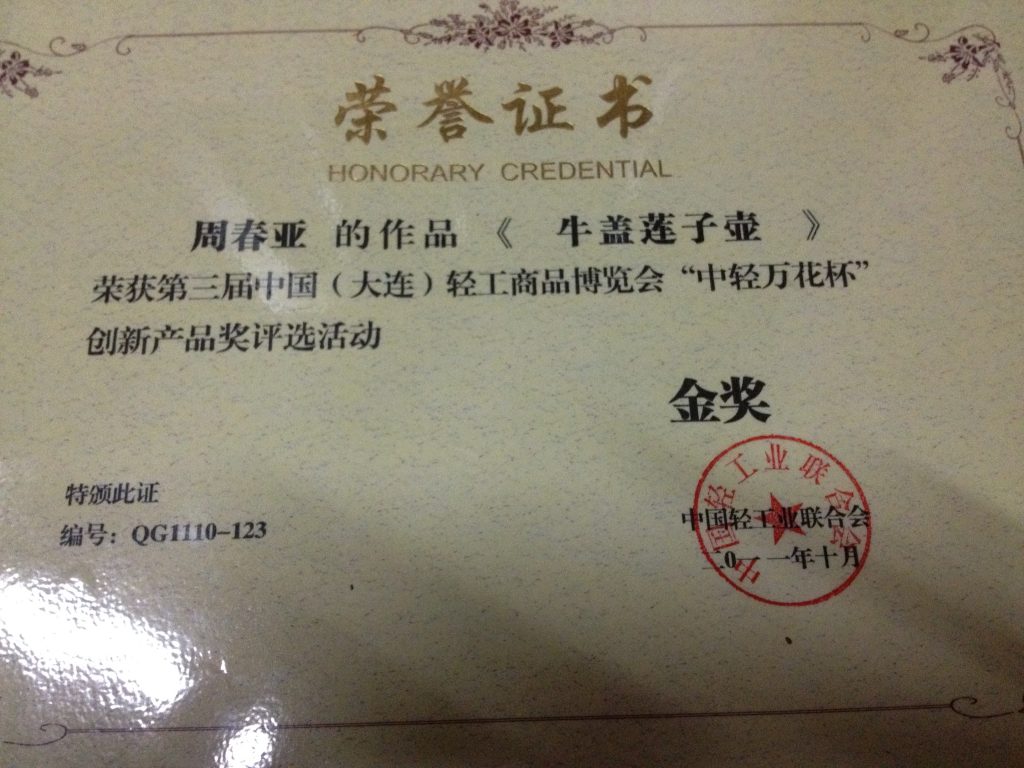 荣誉证书
HONORARY CREDENTIAL
周春亚 的作品《 牛盖莲子壶 》
荣获第三届中国（大连）轻工商品博览会“中轻万花杯”
创新产品奖评选活动
金奖
特颁此证
编号：QG1110-123
中国轻工业联合会
二0一一年十月
中国轻工业联合会